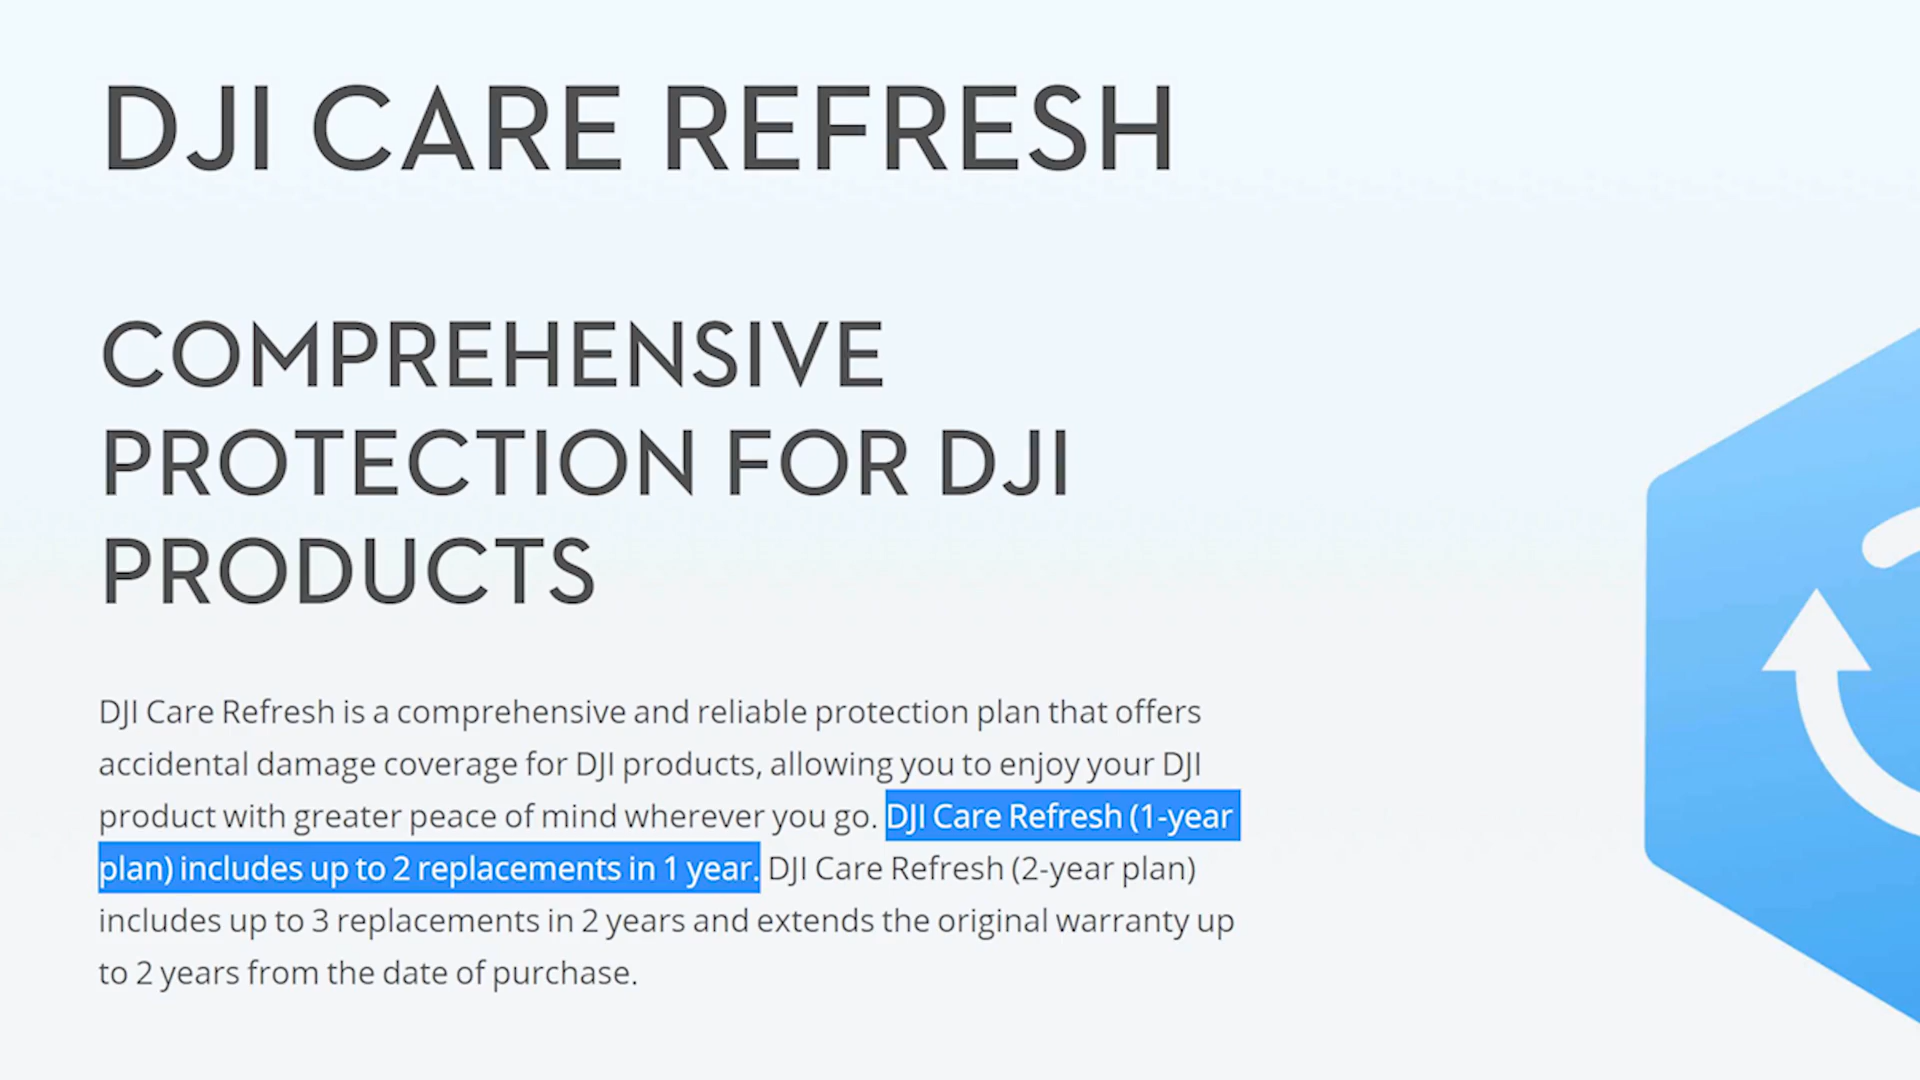 DJI CARE REFRESH
COMPREHENSIVE
PROTECTION FOR DJI
PRODUCTS
DJI Care Refresh is a comprehensive and reliable protection plan that offers
accidental damage coverage for DJI products, allowing you to enjoy your DJI
product with greater peace of mind wherever you go. DJI Care Refresh (1-year
plan) includes up to 2 replacements in 1 year. DJI Care Refresh (2-year plan)
includes up to 3 replacements in 2 years and extends the original warranty up
to 2 years from the date of purchase.